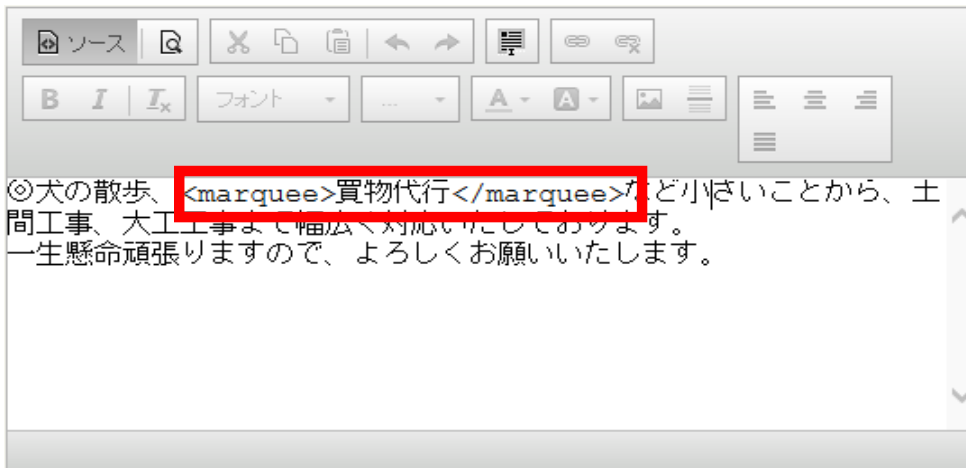 ソース
B I Tx フォント ... A A
◎犬の散歩、<marquee>買物代行</marquee>など小さいことから、土
間工事、大工工事まで幅広く対応いたしております。
一生懸命頑張りますので、よろしくお願いいたします。